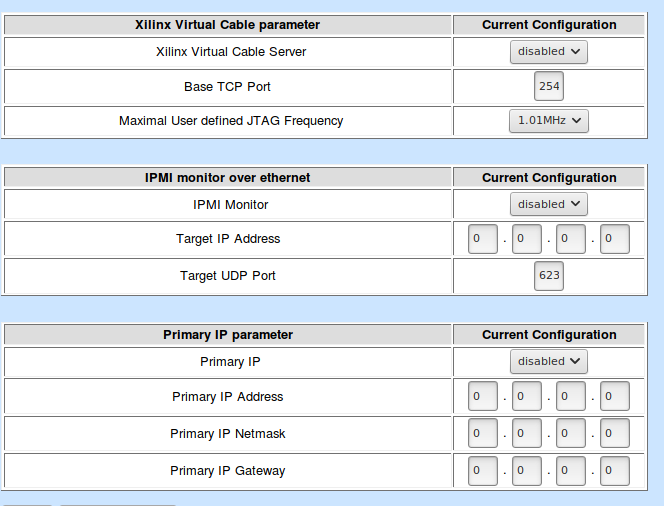 Xilinx Virtual Cable parameter Current Configuration
Xilinx Virtual Cable Server disabled
Base TCP Port 254
Maximal User defined JTAG Frequency 1.01MHz
IPMI monitor over ethernet Current Configuration
IPMI Monitor disabled
Target IP Address 0 . 0 . 0 . 0
Target UDP Port 623
Primary IP parameter Current Configuration
Primary IP disabled
Primary IP Address 0 . 0 . 0 . 0
Primary IP Netmask 0 . 0 . 0 . 0
Primary IP Gateway 0 . 0 . 0 . 0